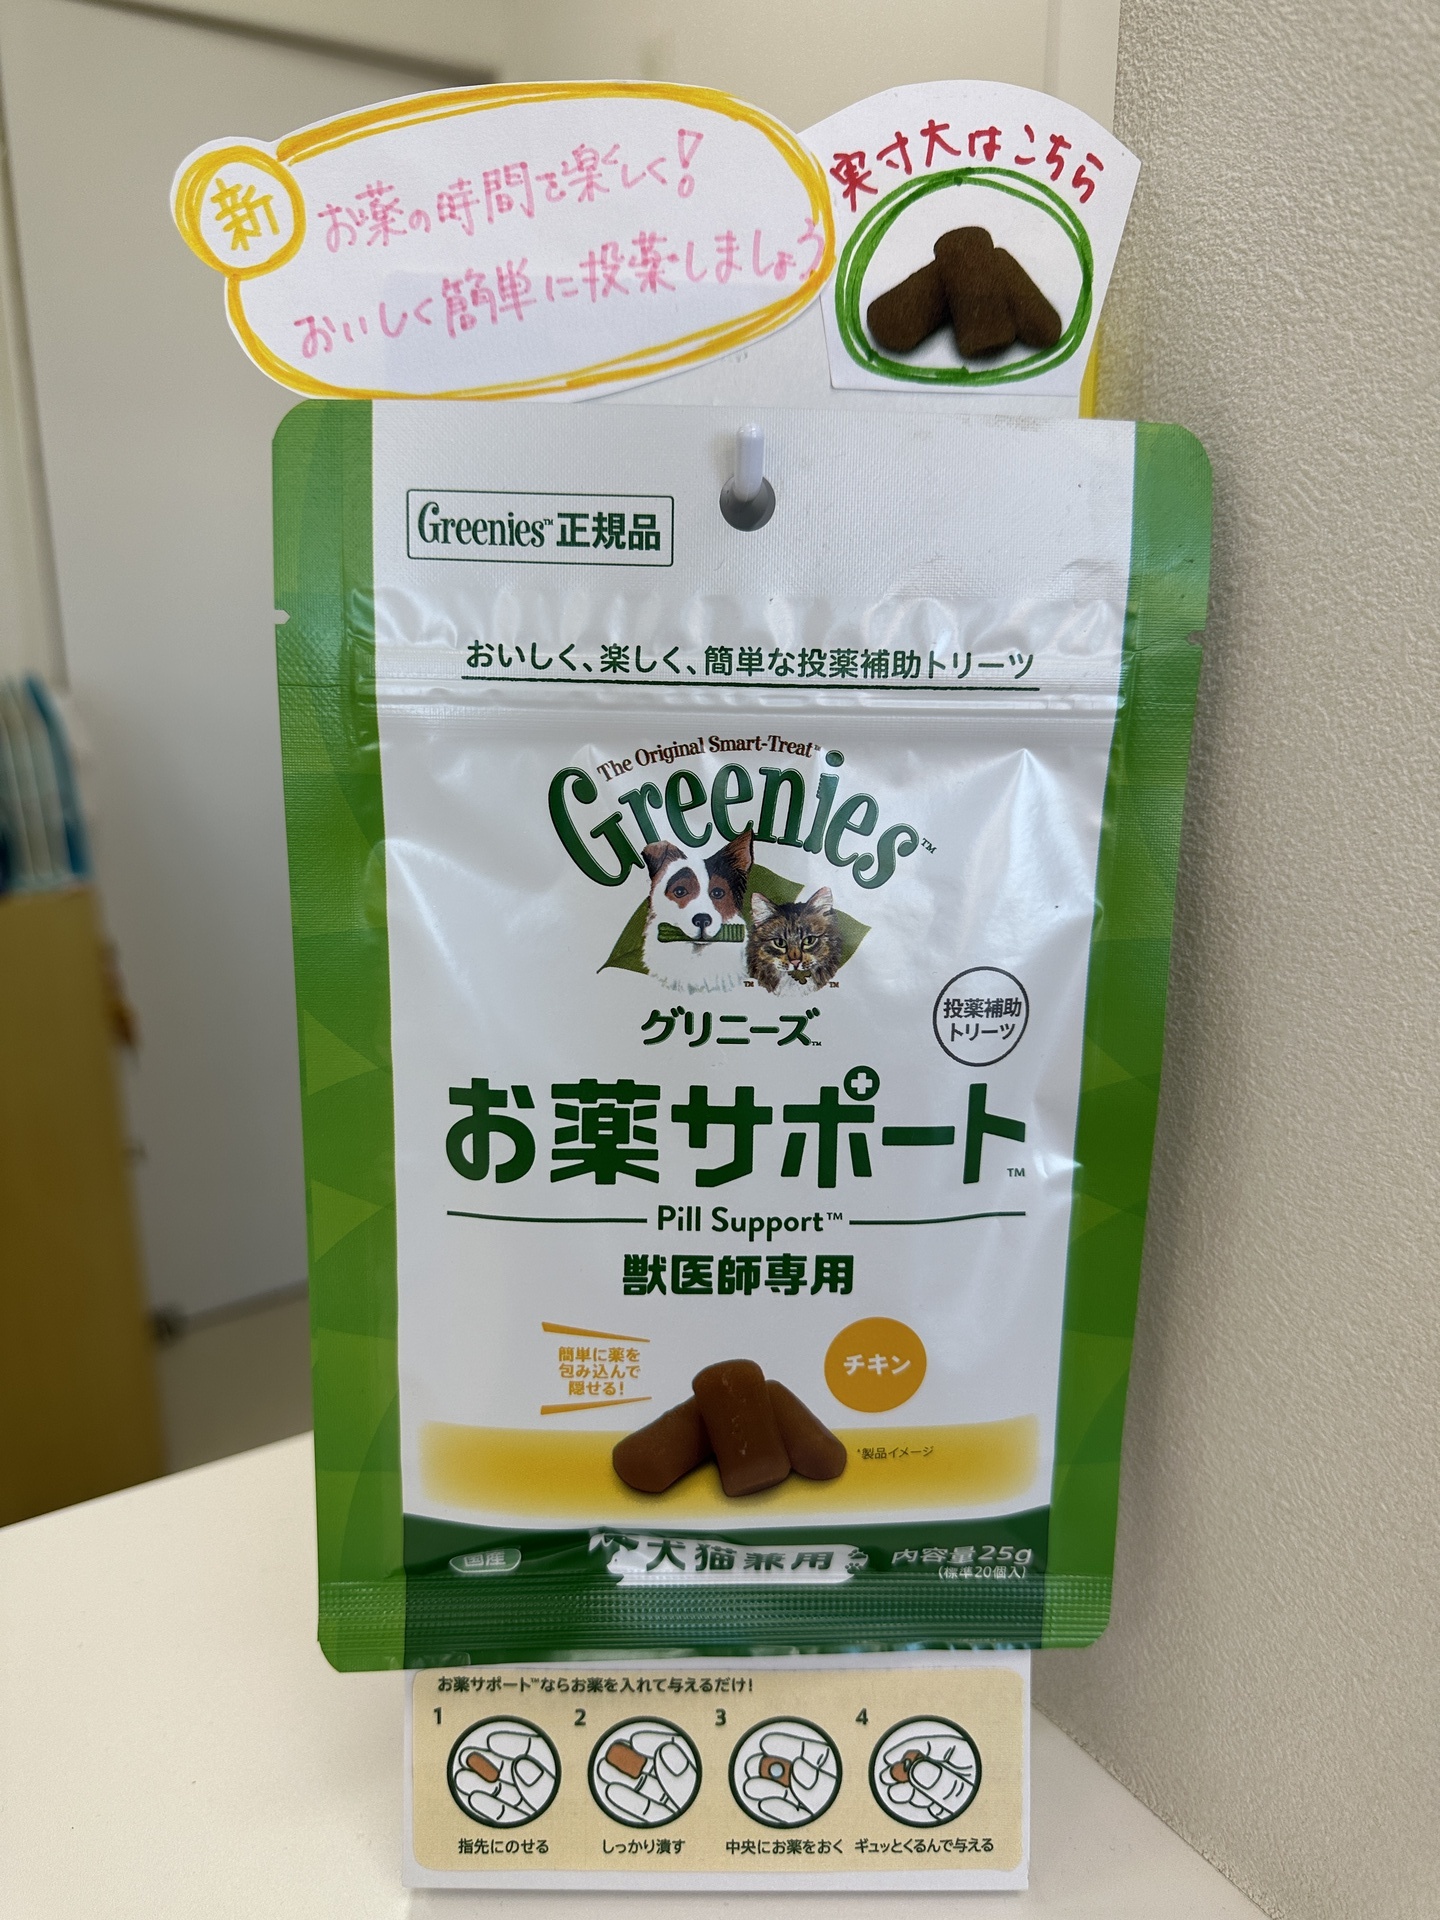 新
お薬の時間を楽しく!
おいしく簡単に投薬しましょう
実寸大はこちら
Greenies™正規品
おいしく、楽しく、簡単な投薬補助トリーツ
The Original Smart-Treat™
Greenies™
グリニーズ™
投薬補助
トリーツ
お薬サポート™
Pill Support™
獣医師専用
簡単に薬を
包み込んで
隠せる!
チキン
*製品イメージ
国産
犬猫兼用
内容量25g
(標準20個入)
お薬サポート™ならお薬を入れて与えるだけ!
1 2 3 4
指先にのせる しっかり潰す 中央にお薬をおく ギュッとくるんで与える